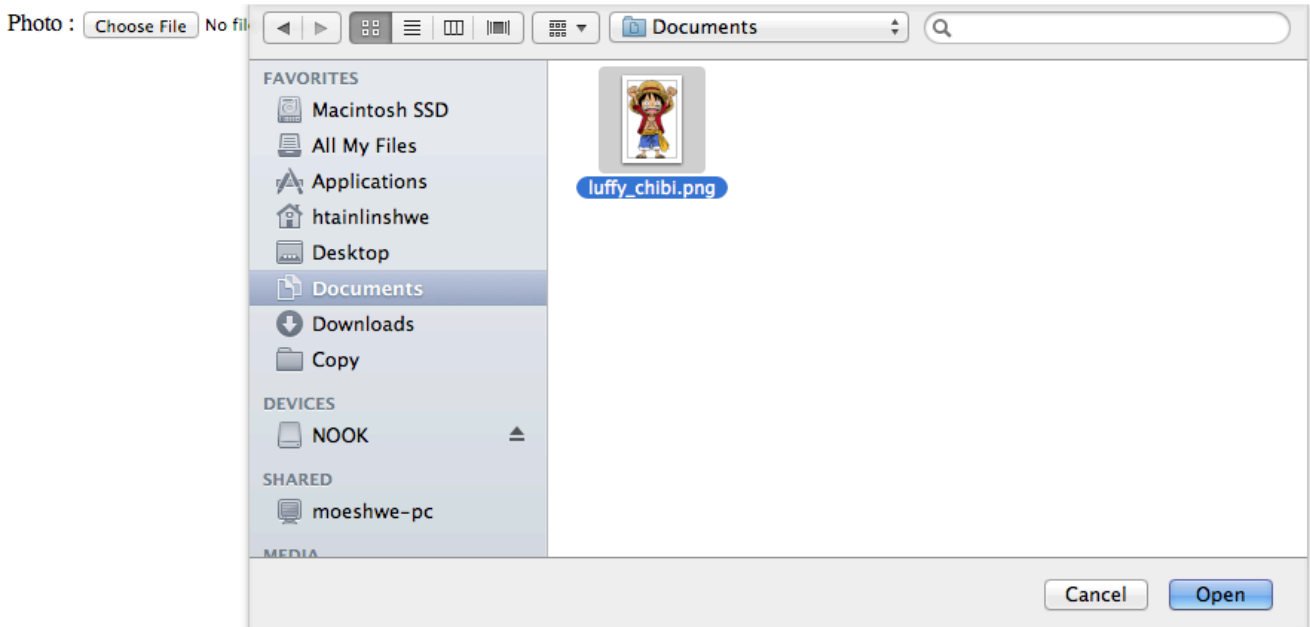 Photo : Choose File No fil
Documents
FAVORITES
Macintosh SSD
All My Files
Applications
htainlinshwe
Desktop
Documents
Downloads
Copy
DEVICES
NOOK
SHARED
moeshwe-pc
MEDIA
luffy_chibi.png
Cancel Open